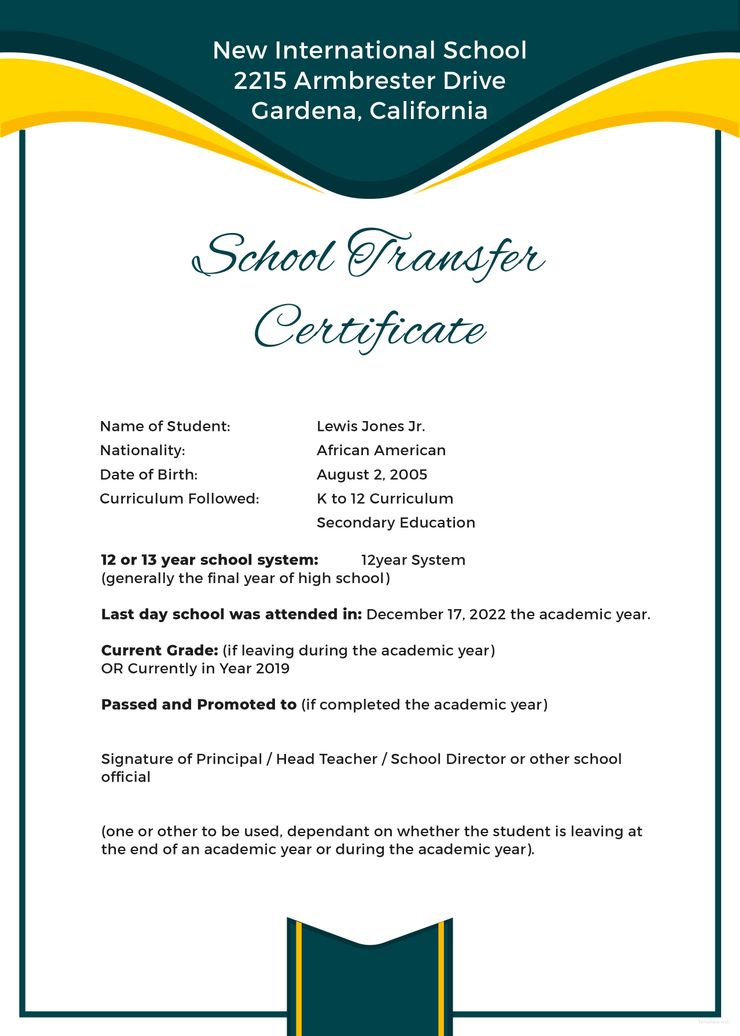 New International School
2215 Armbrester Drive
Gardena, California
School Transfer
Certificate
Name of Student: Lewis Jones Jr.
Nationality: African American
Date of Birth: August 2, 2005
Curriculum Followed: K to 12 Curriculum
Secondary Education
12 or 13 year school system: 12year System
(generally the final year of high school)
Last day school was attended in: December 17, 2022 the academic year.
Current Grade: (if leaving during the academic year)
OR Currently in Year 2019
Passed and Promoted to (if completed the academic year)
Signature of Principal / Head Teacher / School Director or other school
official
(one or other to be used, dependant on whether the student is leaving at
the end of an academic year or during the academic year).